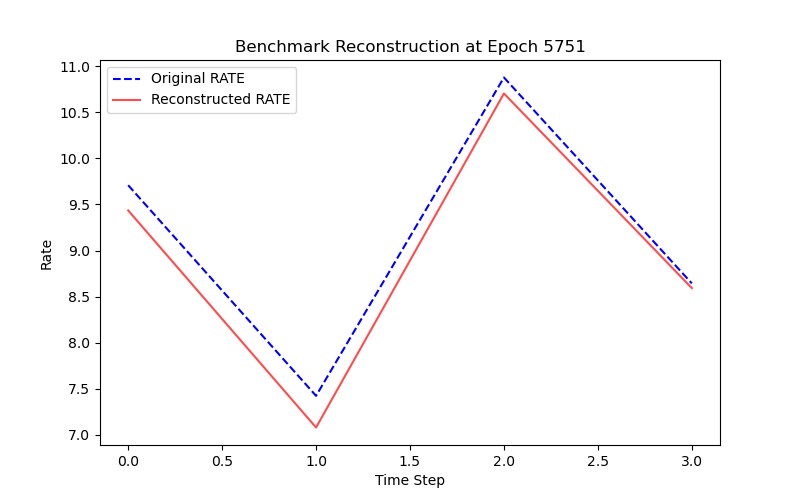 Benchmark Reconstruction at Epoch 5751
Original RATE
Reconstructed RATE
11.0
10.5
10.0
9.5
9.0
8.5
8.0
7.5
7.0
Rate
0.0 0.5 1.0 1.5 2.0 2.5 3.0
Time Step